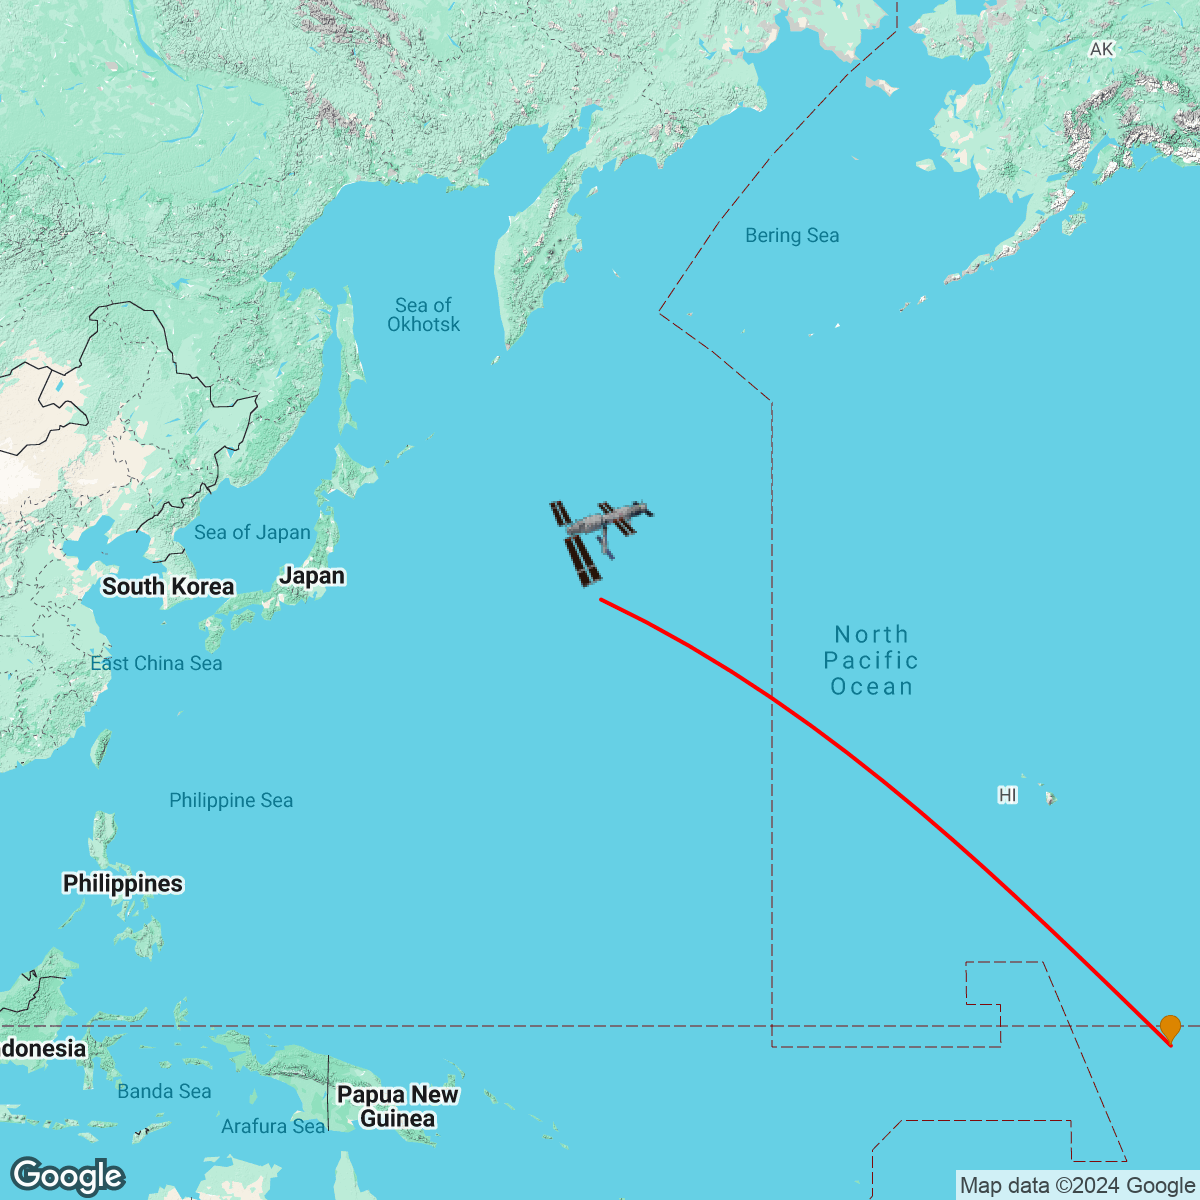 AK
Bering Sea
Sea of
Okhotsk
Sea of Japan
Japan
South Korea
North
Pacific
Ocean
East China Sea
HI
Philippine Sea
Philippines
ndonesia
Banda Sea
Papua New
Guinea
Arafura Sea
Google
Map data ©2024 Google